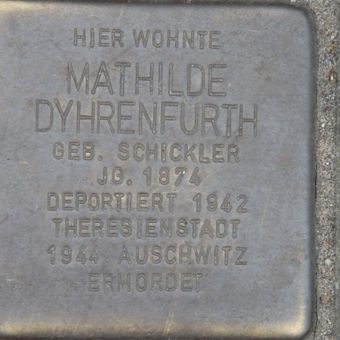 HIER WOHNTE
MATHILDE
DYHRENFURTH
GEB. SCHICKLER
JG. 1874
DEPORTIERT 1942
THERESIENSTADT
1944 AUSCHWITZ
ERMORDET